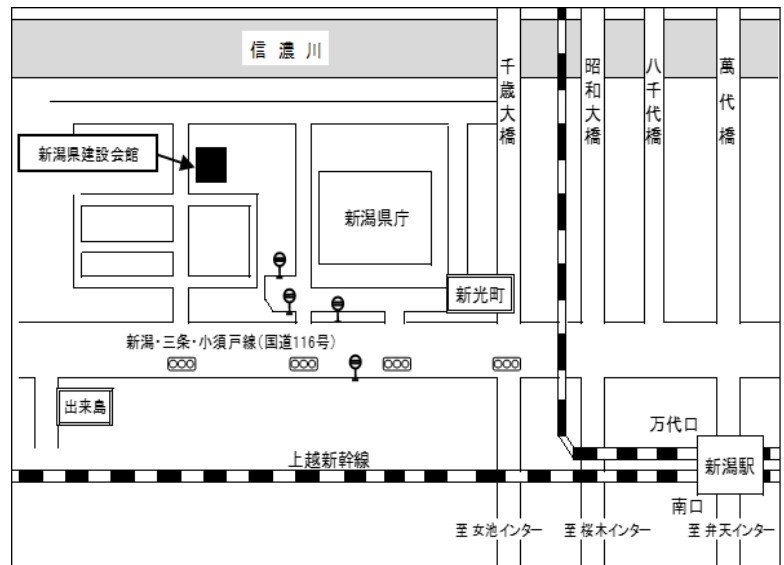 信濃川
千歳大橋
昭和大橋
八千代橋
萬代橋
新潟県建設会館
新潟県庁
新光町
新潟・三条・小須戸線(国道116号)
出来島
万代口
上越新幹線
新潟駅
南口
至 女池インター
至 桜木インター
至 弁天インター